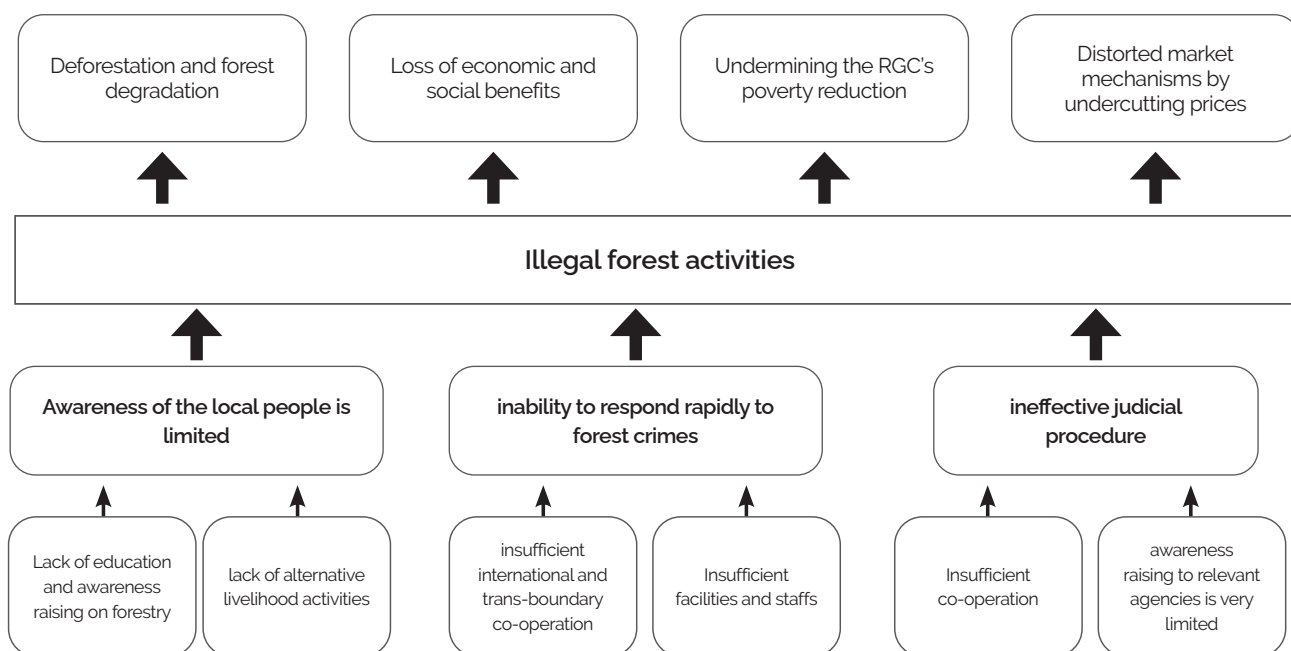 Deforestation and forest
degradation
Loss of economic and
social benefits
Undermining the RGC's
poverty reduction
Distorted market
mechanisms by
undercutting prices
Illegal forest activities
Awareness of the local people is
limited
inability to respond rapidly to
forest crimes
ineffective judicial
procedure
Lack of education
and awareness
raising on forestry
lack of alternative
livelihood activities
insufficient
international and
trans-boundary
co-operation
Insufficient
facilities and staffs
Insufficient
co-operation
awareness
raising to relevant
agencies is very
limited